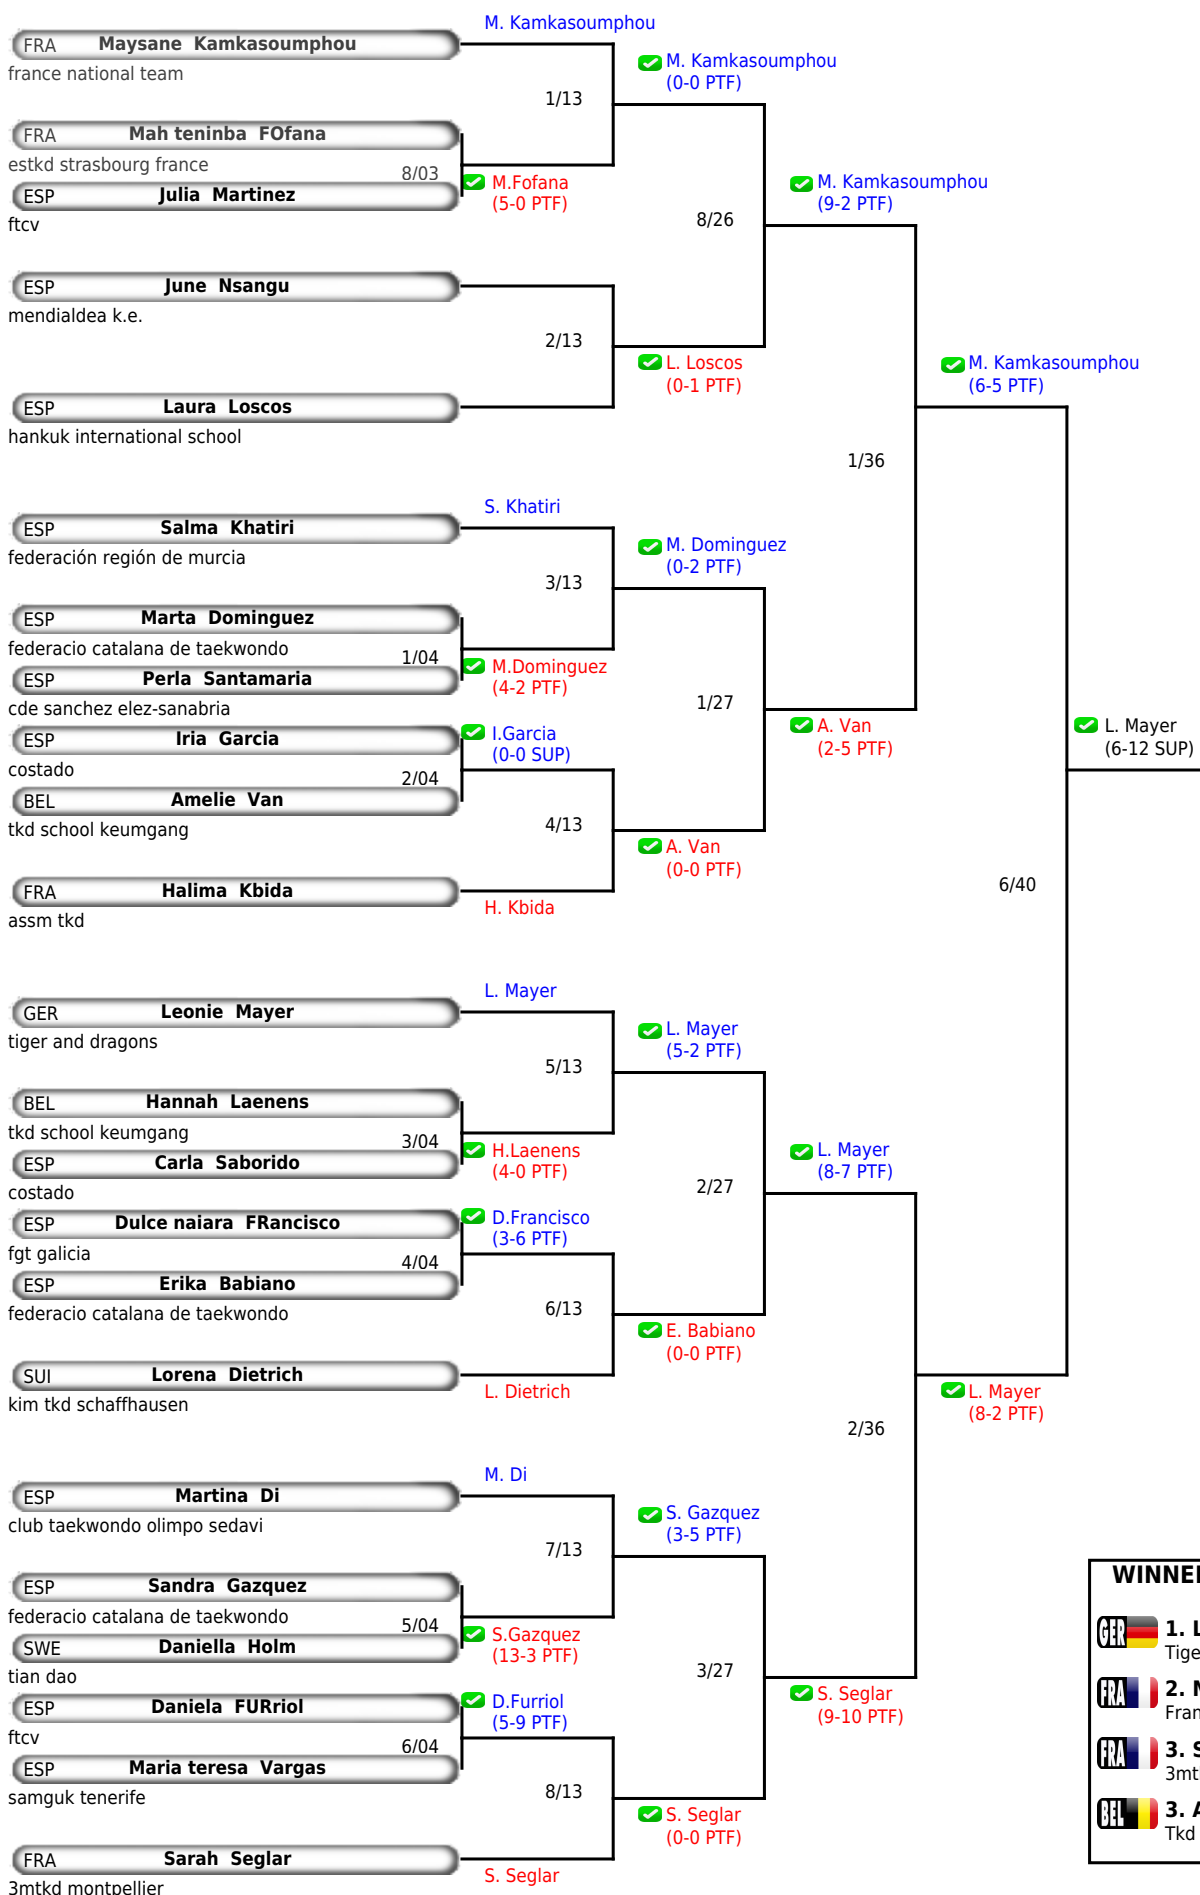 M. Kamkasoumphou
FRA Maysane Kamkasoumphou
france national team
M. Kamkasoumphou
(0-0 PTF)
1/13
FRA Mah teninba FOfana
estkd strasbourg france
8/03
ESP Julia Martinez
ftcv
M.Fofana
(5-0 PTF)
M. Kamkasoumphou
(9-2 PTF)
8/26
ESP June Nsangu
mendialdea k.e.
2/13
L. Loscos
(0-1 PTF)
M. Kamkasoumphou
(6-5 PTF)
ESP Laura Loscos
hankuk international school
1/36
S. Khatiri
ESP Salma Khatiri
federación región de murcia
M. Dominguez
(0-2 PTF)
3/13
ESP Marta Dominguez
federacio catalana de taekwondo
1/04
ESP Perla Santamaria
cde sanchez elez-sanabria
M.Dominguez
(4-2 PTF)
1/27
ESP Iria Garcia
costado
I.Garcia
(0-0 SUP)
A. Van
(2-5 PTF)
L. Mayer
(6-12 SUP)
2/04
BEL Amelie Van
tkd school keumgang
4/13
A. Van
(0-0 PTF)
FRA Halima Kbida
assm tkd
H. Kbida
6/40
L. Mayer
GER Leonie Mayer
tiger and dragons
L. Mayer
(5-2 PTF)
5/13
BEL Hannah Laenens
tkd school keumgang
3/04
ESP Carla Saborido
costado
H.Laenens
(4-0 PTF)
L. Mayer
(8-7 PTF)
2/27
ESP Dulce naiara FRancisco
fgt galicia
D.Francisco
(3-6 PTF)
4/04
ESP Erika Babiano
federacio catalana de taekwondo
6/13
E. Babiano
(0-0 PTF)
SUI Lorena Dietrich
kim tkd schaffhausen
L. Dietrich
L. Mayer
(8-2 PTF)
2/36
M. Di
ESP Martina Di
club taekwondo olimpo sedavi
S. Gazquez
(3-5 PTF)
7/13
ESP Sandra Gazquez
federacio catalana de taekwondo
5/04
SWE Daniella Holm
tian dao
S.Gazquez
(13-3 PTF)
3/27
ESP Daniela FURriol
ftcv
D.Furriol
(5-9 PTF)
S. Seglar
(9-10 PTF)
6/04
ESP Maria teresa Vargas
samguk tenerife
8/13
S. Seglar
(0-0 PTF)
FRA Sarah Seglar
3mtkd montpellier
S. Seglar
WINNE
GER 1. L
Tige
FRA 2.
Fran
FRA 3. S
3mt
BEL 3. A
Tkd